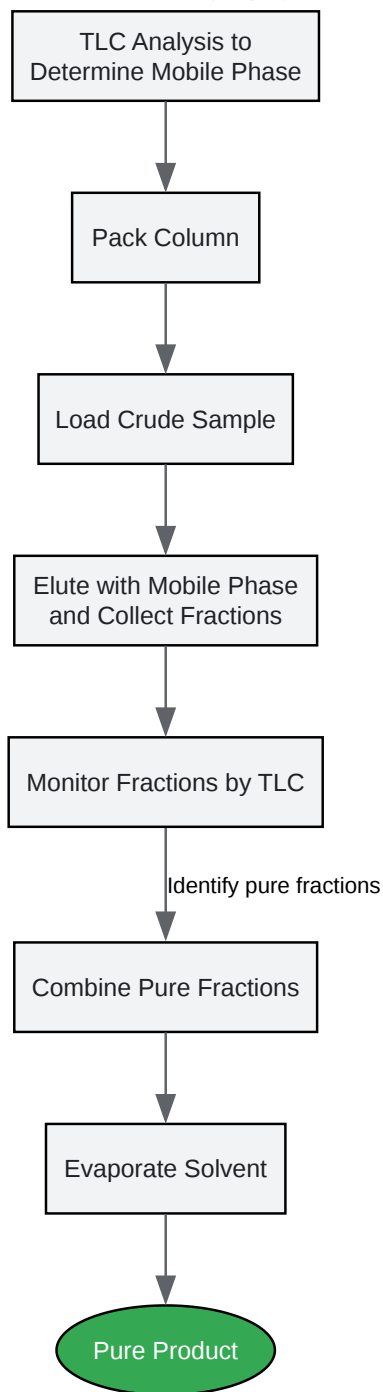 TLC Analysis to
Determine Mobile Phase
Pack Column
Load Crude Sample
Elute with Mobile Phase
and Collect Fractions
Monitor Fractions by TLC
Identify pure fractions
Combine Pure Fractions
Evaporate Solvent
Pure Product